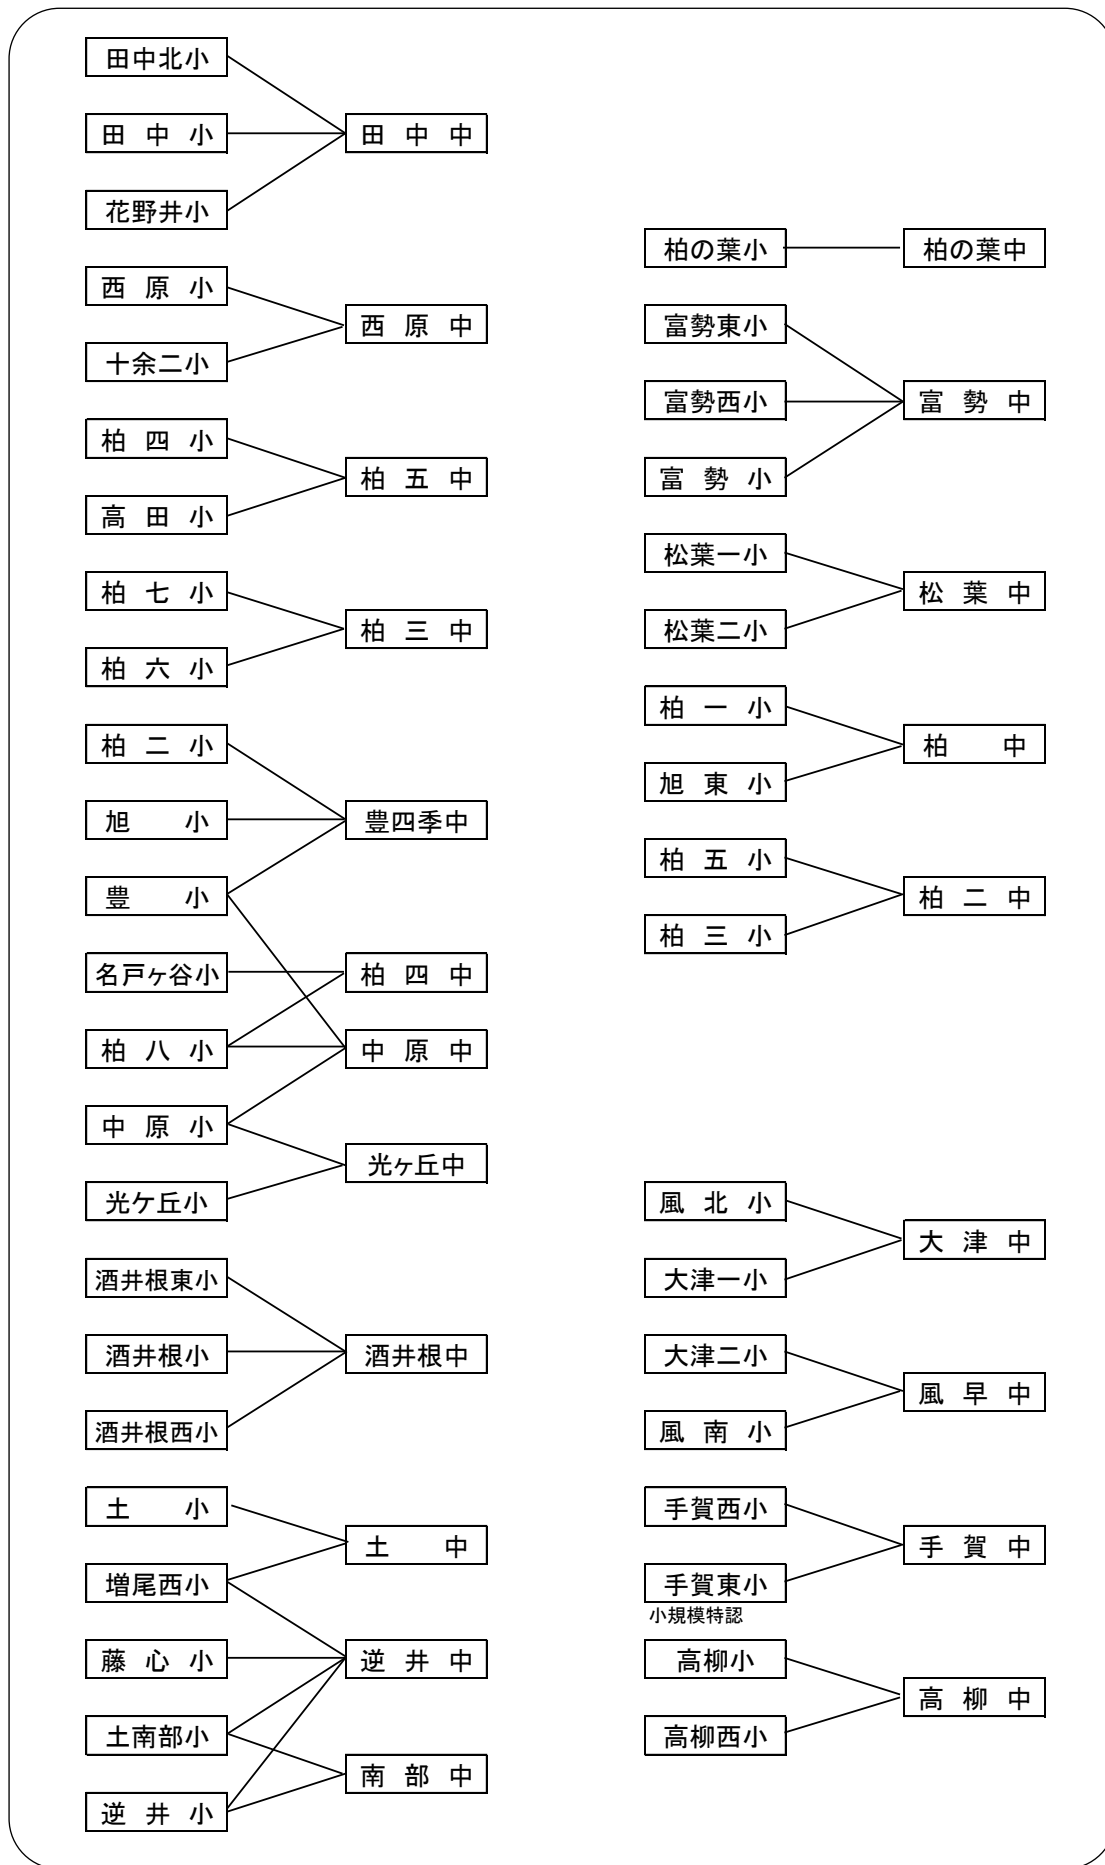 田中北小
田中小
田中中
花野井小
西原小
西原中
十余二小
柏四小
柏五中
高田小
柏七小
柏三中
柏六小
柏二小
旭小
豊四季中
豊小
名戸ヶ谷小
柏四中
柏八小
中原中
中原小
光ヶ丘中
光ケ丘小
酒井根東小
酒井根小
酒井根中
酒井根西小
土小
土中
増尾西小
藤心小
逆井中
土南部小
南部中
逆井小
柏の葉小
柏の葉中
富勢東小
富勢西小
富勢中
富勢小
松葉一小
松葉中
松葉二小
柏一小
柏中
旭東小
柏五小
柏二中
柏三小
風北小
大津中
大津一小
大津二小
風早中
風南小
手賀西小
手賀中
手賀東小
小規模特認
高柳小
高柳中
高柳西小